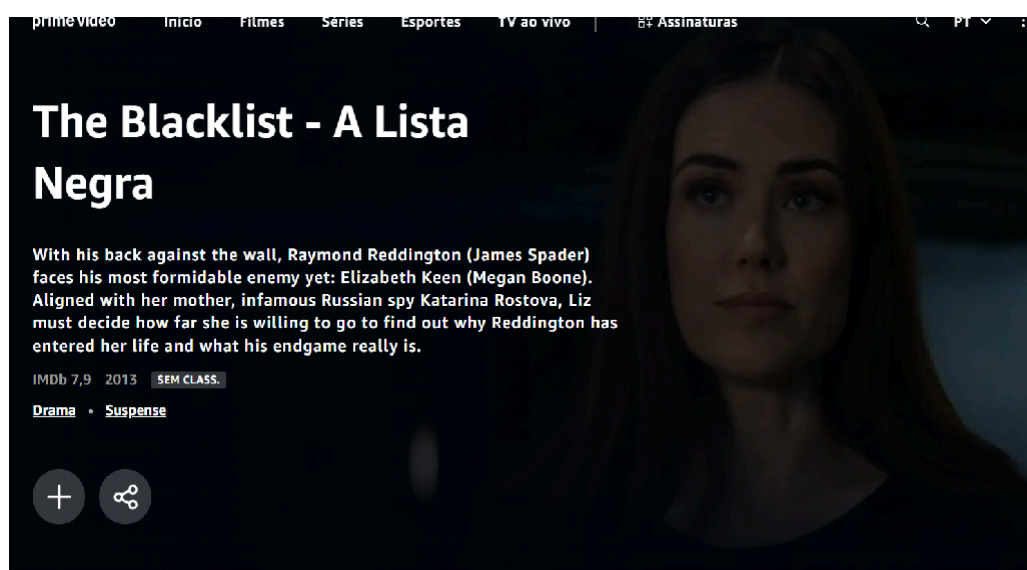 prime video Início Filmes Séries Esportes TV ao vivo | Assinaturas PT
The Blacklist - A Lista
Negra
With his back against the wall, Raymond Reddington (James Spader)
faces his most formidable enemy yet: Elizabeth Keen (Megan Boone).
Aligned with her mother, infamous Russian spy Katarina Rostova, Liz
must decide how far she is willing to go to find out why Reddington has
entered her life and what his endgame really is.
IMDb 7,9 2013 SEM CLASS.
Drama • Suspense